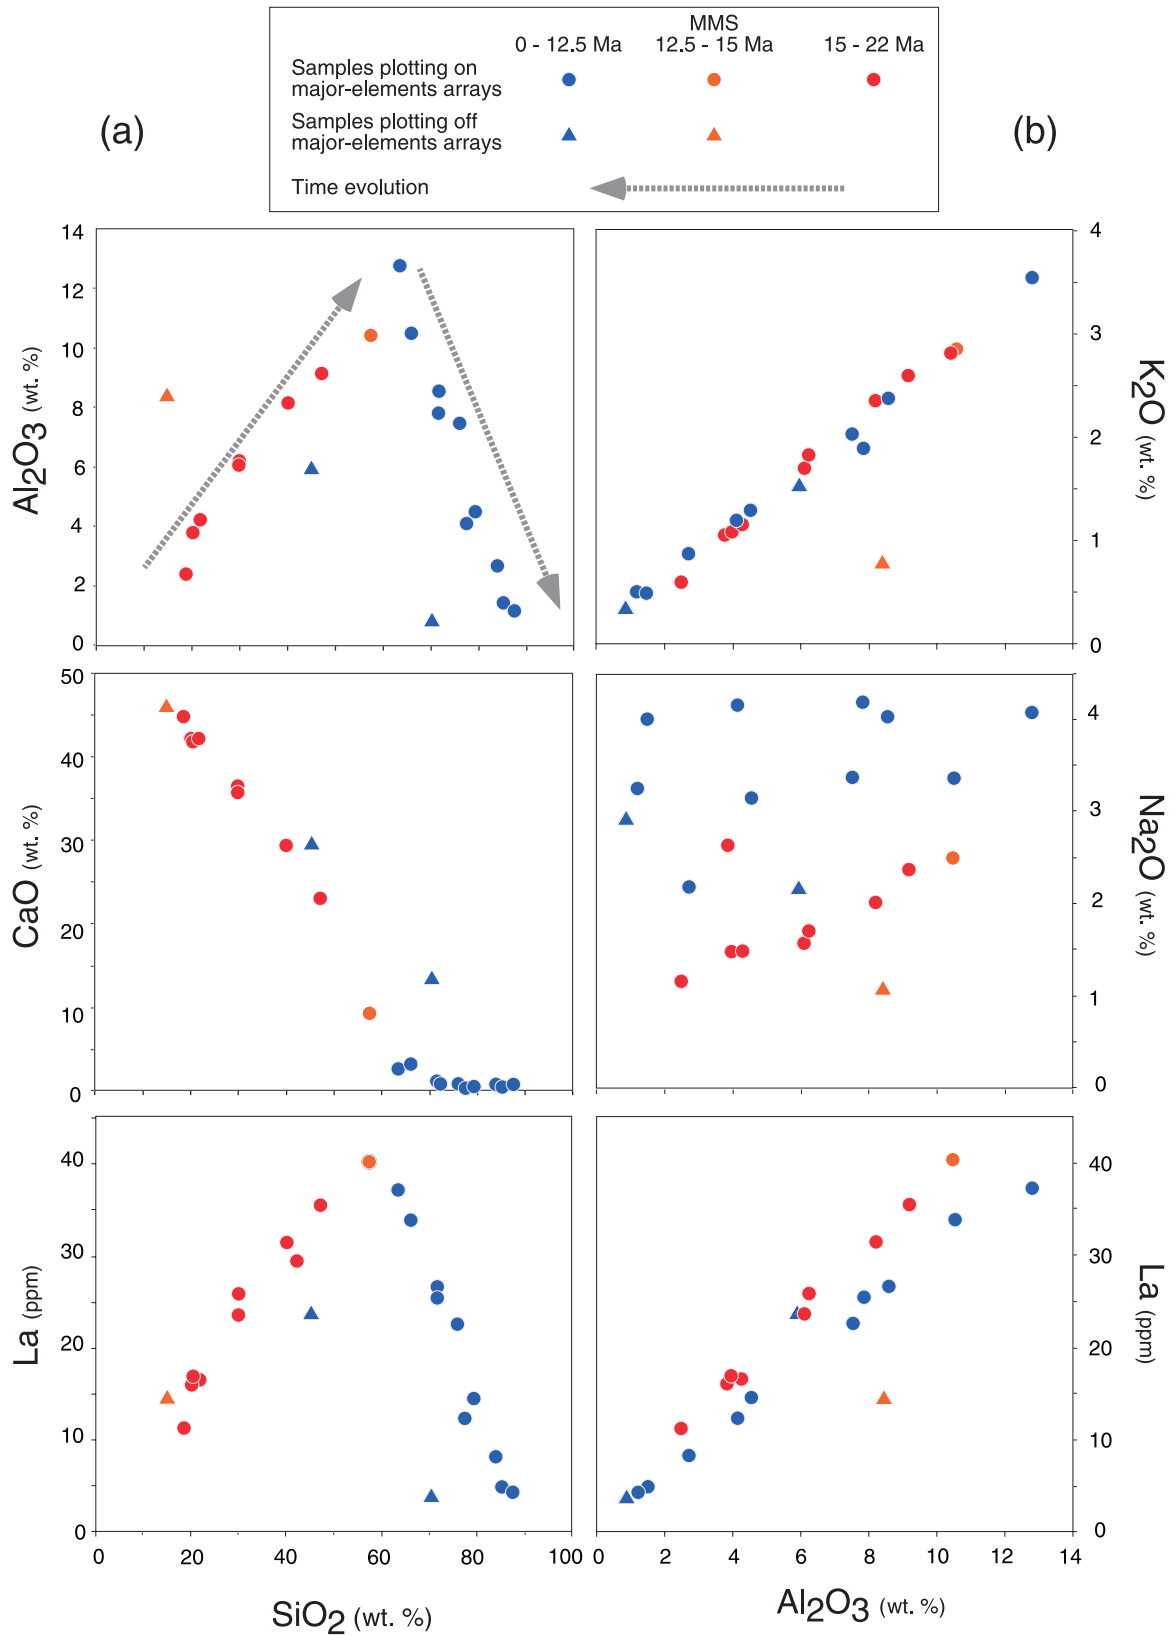 MMS
0 - 12.5 Ma 12.5 - 15 Ma 15 - 22 Ma
Samples plotting on
major-elements arrays
Samples plotting off
major-elements arrays
Time evolution
(a)
(b)
14
12
10
8
6
4
2
0
Al2O3 (wt. %)
4
3
2
1
0
K2O (wt. %)
50
40
30
20
10
0
CaO (wt. %)
4
3
2
1
0
Na2O (wt. %)
40
30
20
10
0
La (ppm)
40
30
20
10
0
La (ppm)
0 20 40 60 80 100
SiO2 (wt. %)
0 2 4 6 8 10 12 14
Al2O3 (wt. %)